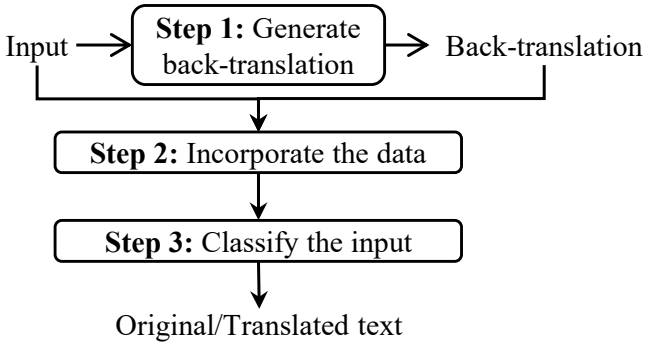 Input
Step 1: Generate
back-translation
Back-translation
Step 2: Incorporate the data
Step 3: Classify the input
Original/Translated text